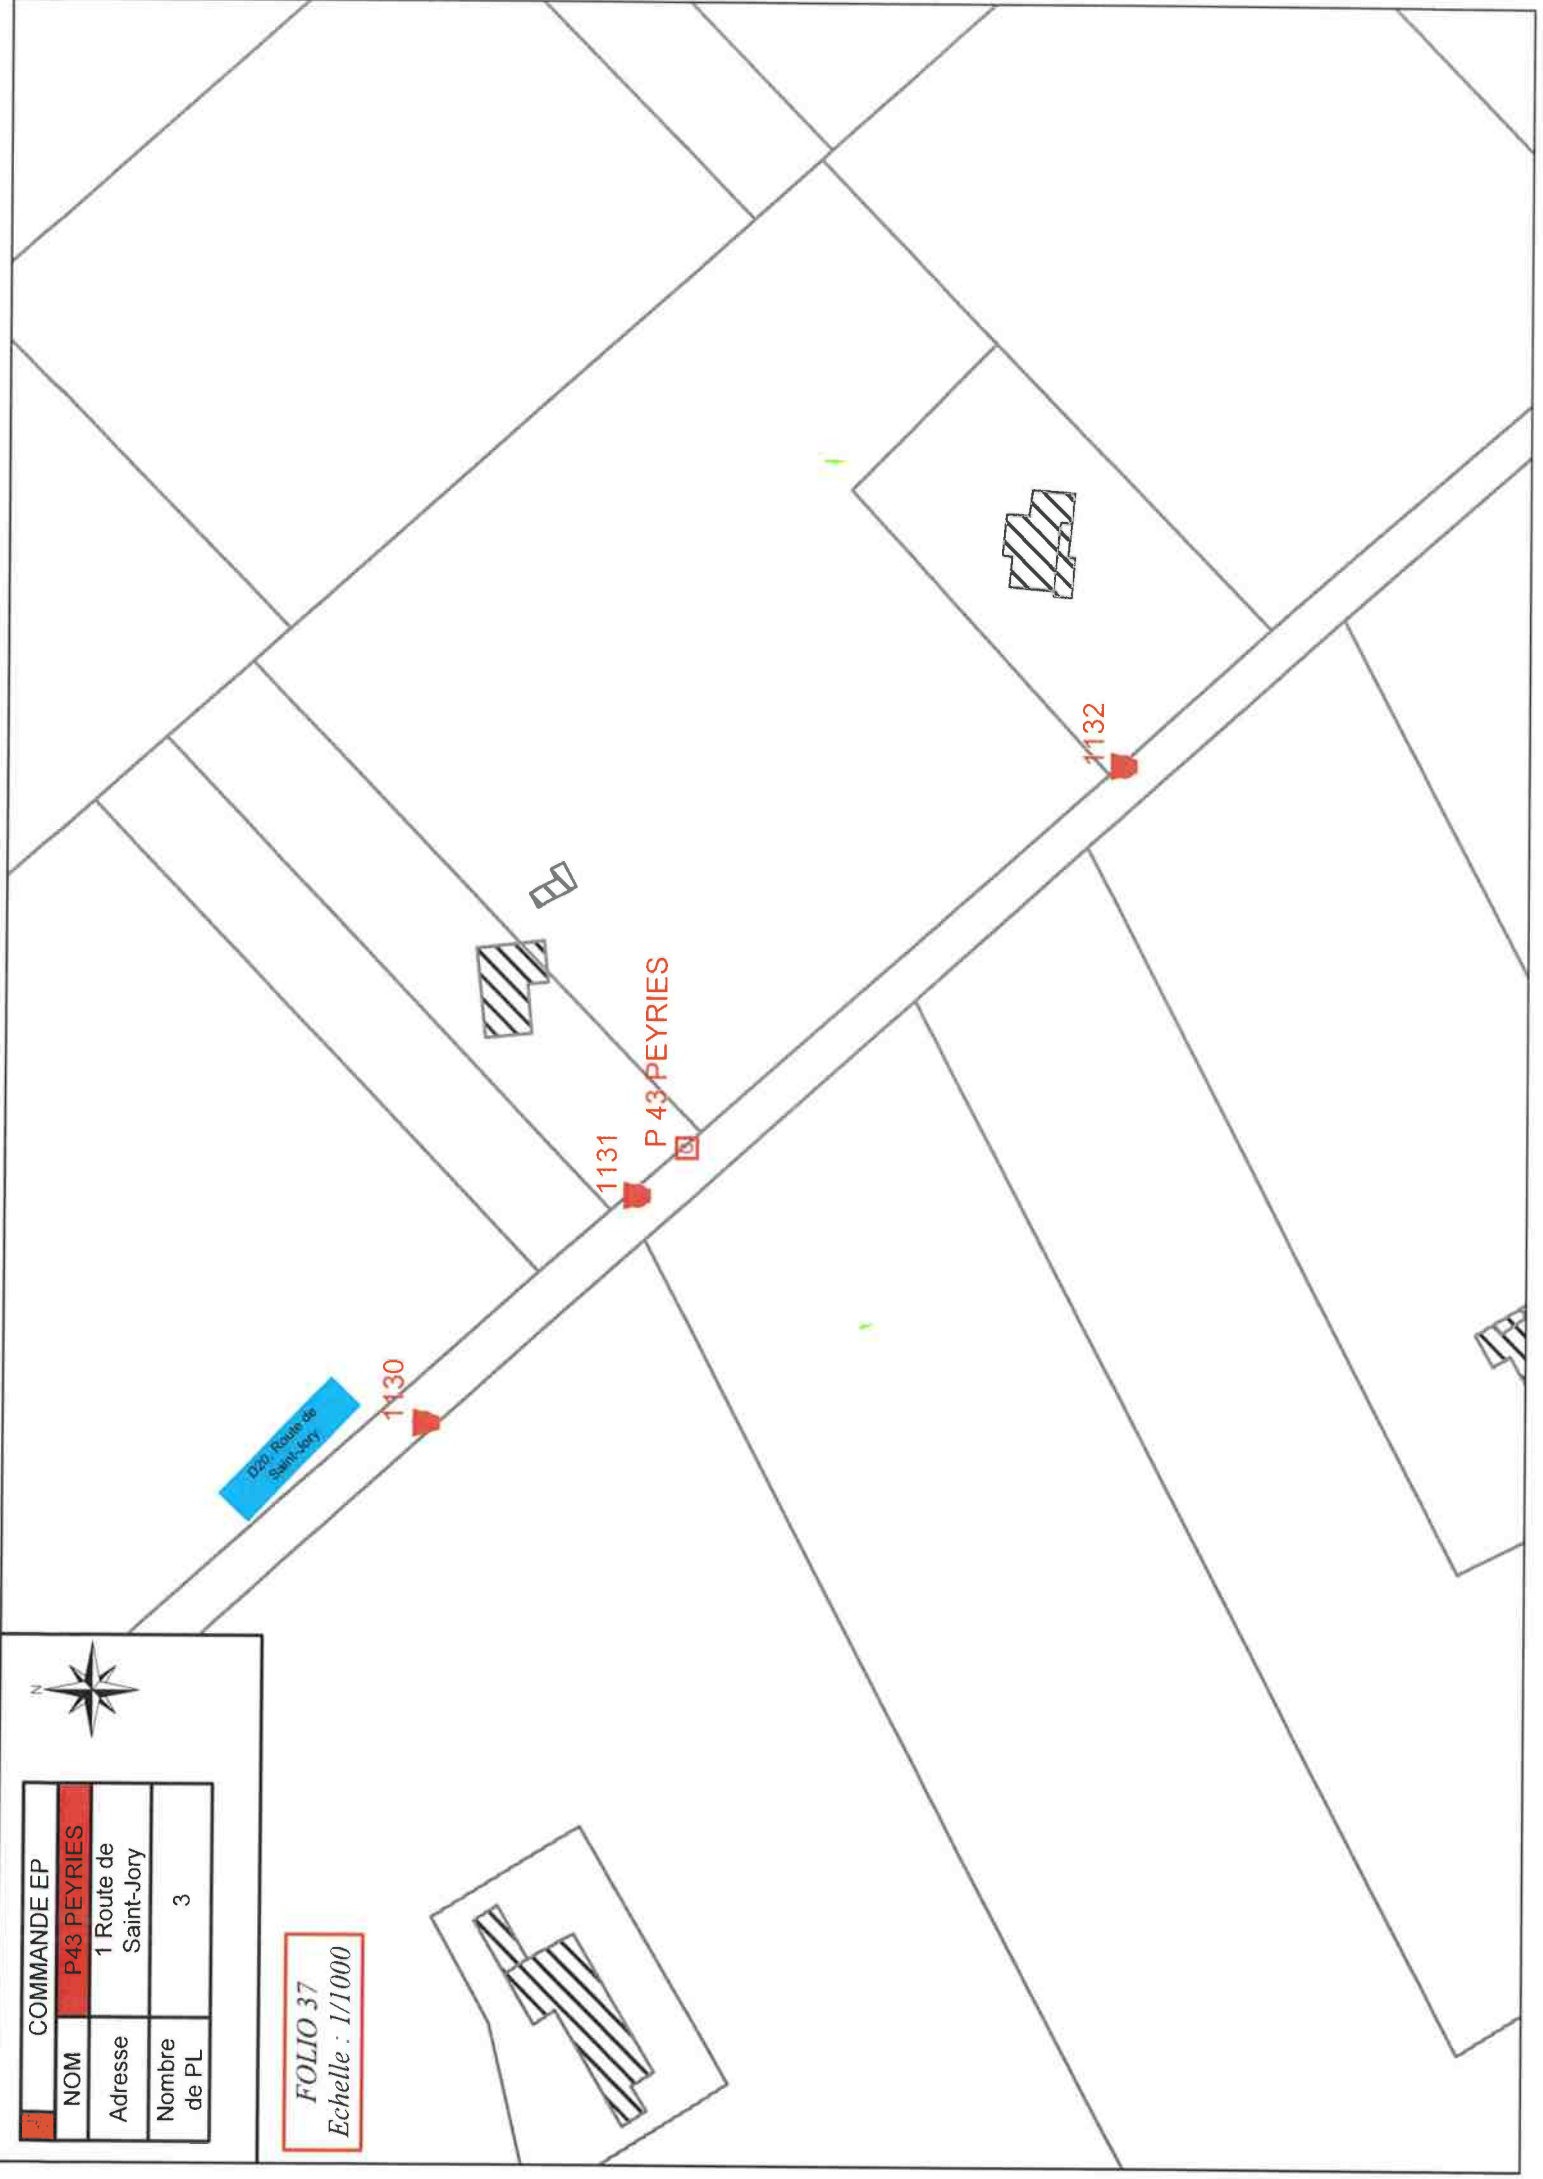 COMMANDE EP
NOM P43 PEYRIES
Adresse 1 Route de
Saint-Jory
Nombre
de PL 3
N
FOLIO 37
Echelle : 1/1000
D20, Route de
Saint-Jory
1130
1131
P 43 PEYRIES
1132